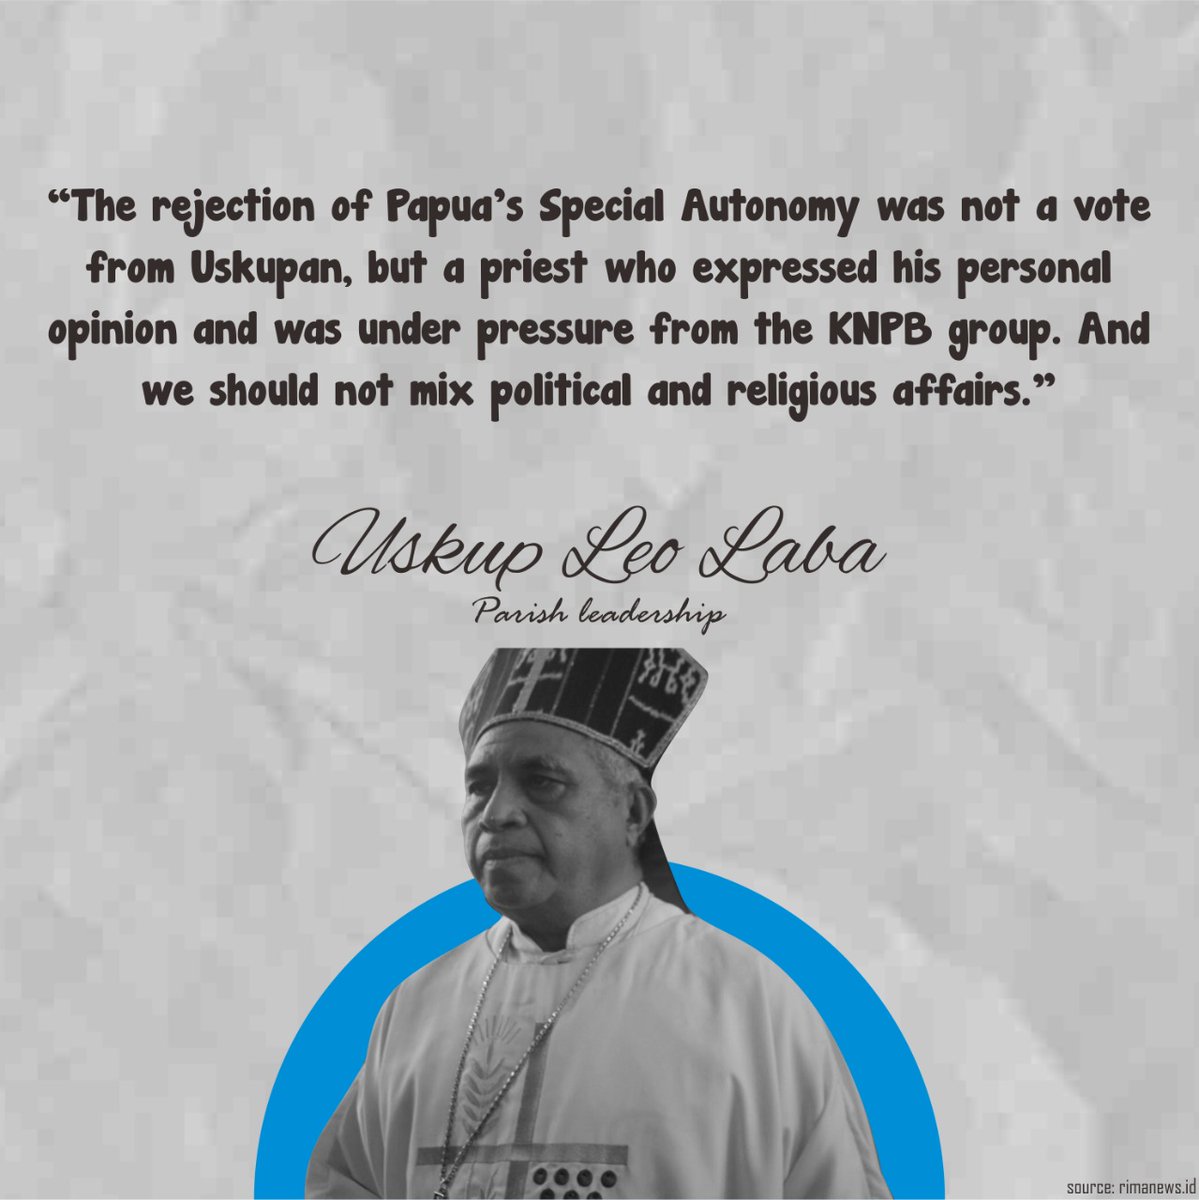 “The rejection of Papua’s Special Autonomy was not a vote
from Uskupan, but a priest who expressed his personal
opinion and was under pressure from the KNPB group. And
we should not mix political and religious affairs.”
Uskup Leo Laba
Parish leadership
source: rimanews.id